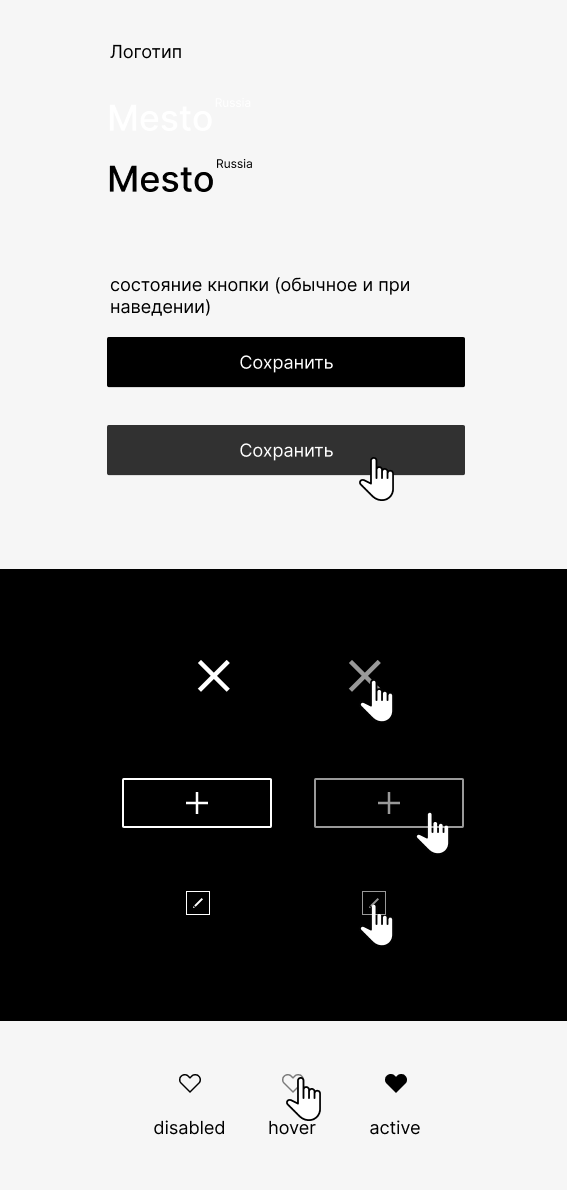 Логотип
Mesto Russia
Mesto Russia
состояние кнопки (обычное и при
наведении)
Сохранить
Сохранить
disabled hover active